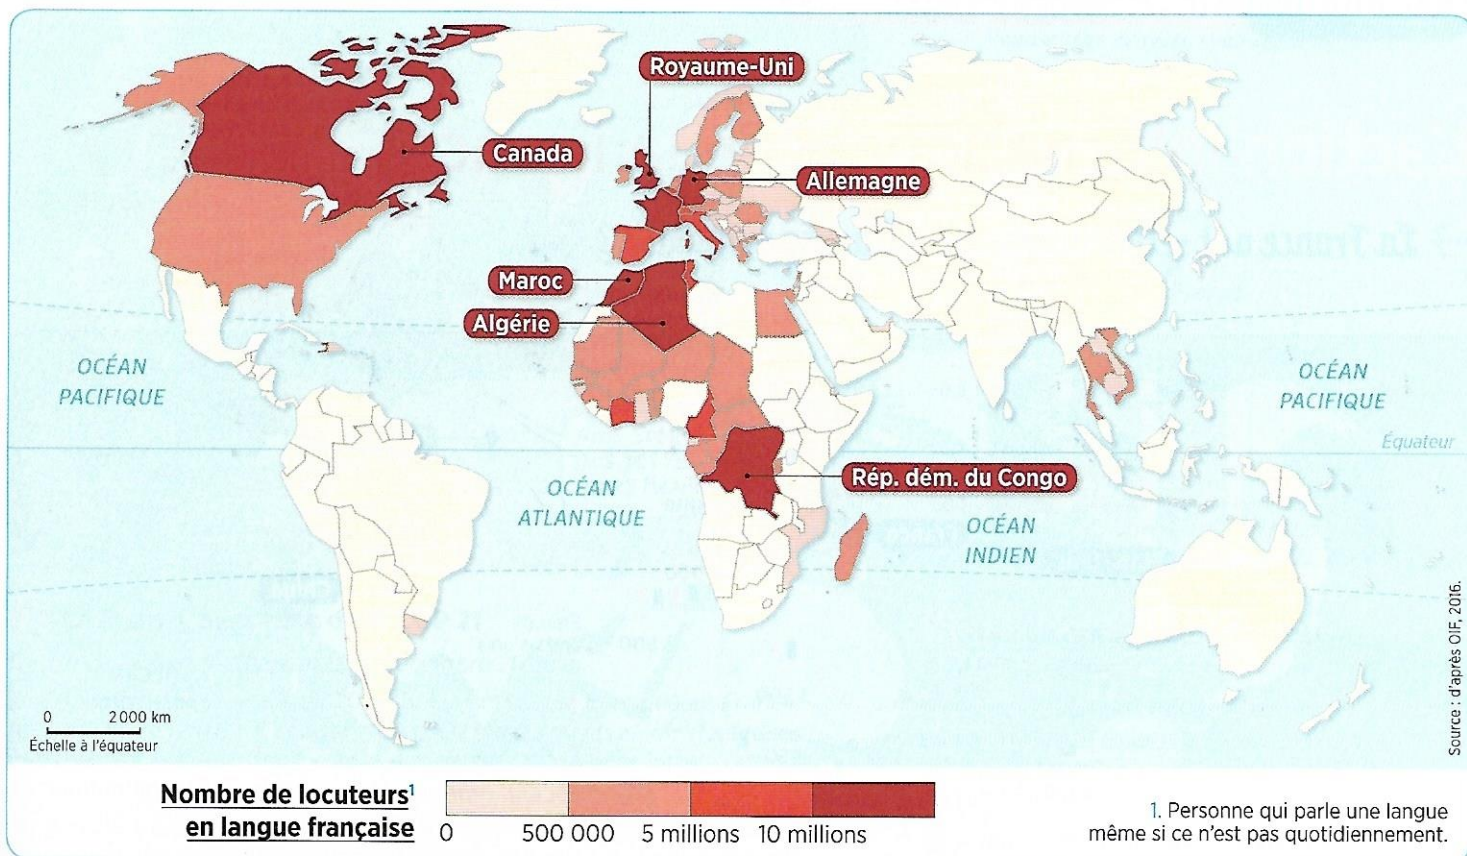 Royaume-Uni
Canada
Allemagne
Maroc
Algérie
OCÉAN
PACIFIQUE
OCÉAN
PACIFIQUE
Équateur
Rép. dém. du Congo
OCÉAN
ATLANTIQUE
OCÉAN
INDIEN
0 2 000 km
Échelle à l'équateur
Source : d'après OIF, 2016.
Nombre de locuteurs¹
en langue française
0 500 000 5 millions 10 millions
1. Personne qui parle une langue
même si ce n'est pas quotidiennement.